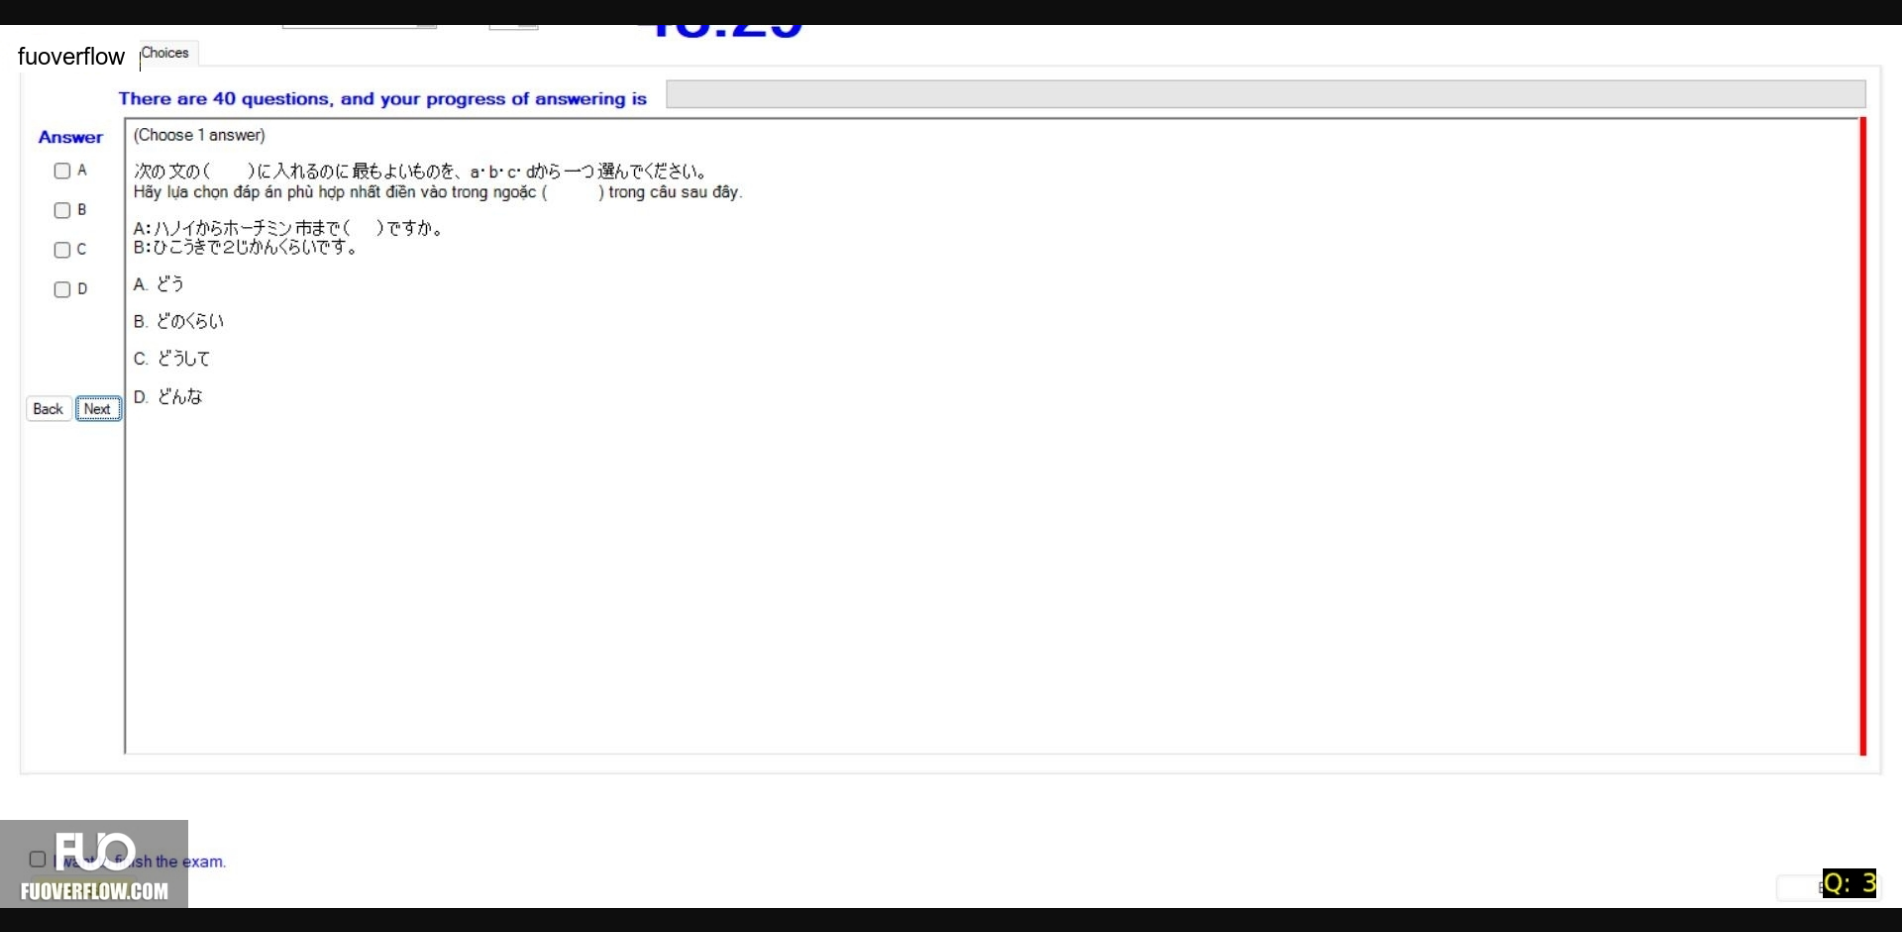 fuoverflow
Choices
There are 40 questions, and your progress of answering is
Answer
(Choose 1 answer)
A
次の文の(　　)に入れるのに最もよいものを、a・b・c・dから一つ選んでください。
Hãy lựa chọn đáp án phù hợp nhất điền vào trong ngoặc (　　) trong câu sau đây.
B
A:ハノイからホーチミン市まで(　)ですか。
B:ひこうきで2じかんくらいです。
C
A. どう
D
B. どのくらい
C. どうして
D. どんな
Back Next
FUO
finish the exam.
FUOVERFLOW.COM
Q: 3